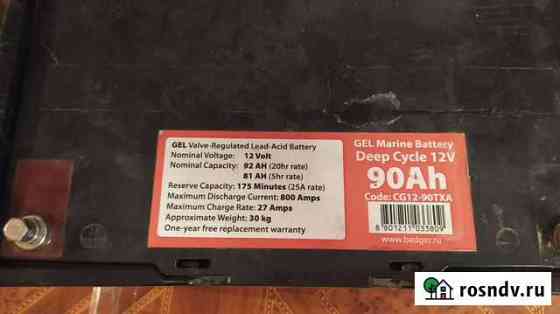 GEL Valve-Regulated Lead-Acid Battery
Nominal Voltage: 12 Volt
Nominal Capacity: 92 AH (20hr rate)
81 AH (5hr rate)
Reserve Capacity: 175 Minutes (25A rate)
Maximum Discharge Current: 800 Amps
Maximum Charge Rate: 27 Amps
Approximate Weight: 30 kg
One-year free replacement warranty
GEL Marine Battery
Deep Cycle 12V
90Ah
Code: CG12-90TXA
8 901211 035809
www.badger.ru
rosndv.ru